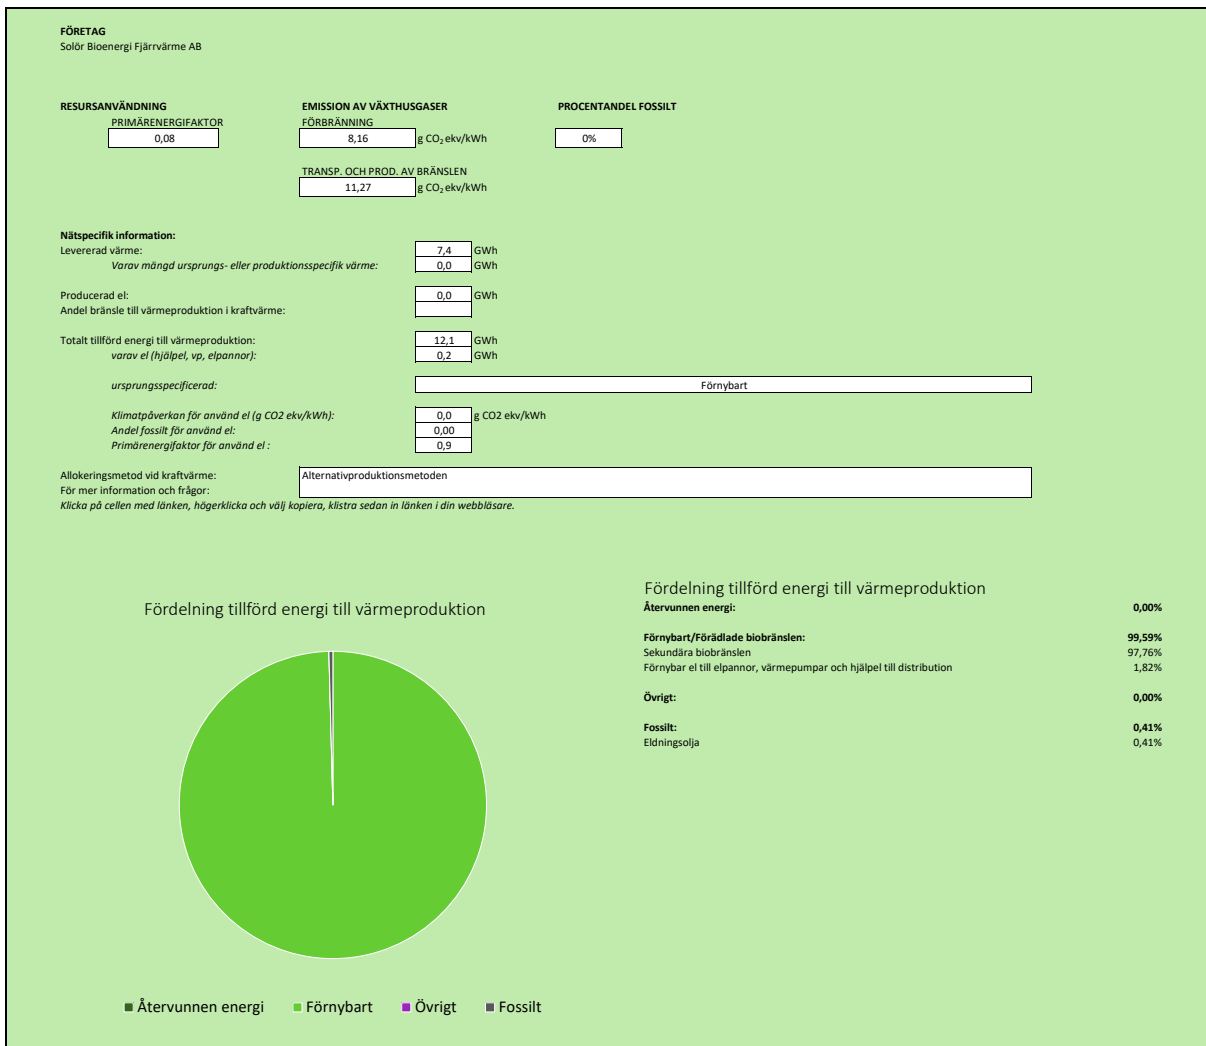 FÖRETAG
Solör Bioenergi Fjärrvärme AB
RESURSANVÄNDNING EMISSION AV VÄXTHUSGASER PROCENTANDEL FOSSILT
PRIMÄRENERGIFAKTOR FÖRBRÄNNING
0,08 8,16 g CO₂ ekv/kWh 0%
TRANSP. OCH PROD. AV BRÄNSLEN
11,27 g CO₂ ekv/kWh
Nätspecifik information:
Levererad värme: 7,4 GWh
Varav mängd ursprungs- eller produktionsspecifik värme: 0,0 GWh
Producerad el: 0,0 GWh
Andel bränsle till värmeproduktion i kraftvärme:
Totalt tillförd energi till värmeproduktion: 12,1 GWh
varav el (hjälpel, vp, elpannor): 0,2 GWh
ursprungsspecificerad: Förnybart
Klimatpåverkan för använd el (g CO2 ekv/kWh): 0,0 g CO2 ekv/kWh
Andel fossilt för använd el: 0,00
Primärenergifaktor för använd el : 0,9
Allokeringsmetod vid kraftvärme: Alternativproduktionsmetoden
För mer information och frågor:
Klicka på cellen med länken, högerklicka och välj kopiera, klistra sedan in länken i din webbläsare.
Fördelning tillförd energi till värmeproduktion
Återvunnen energi Förnybart Övrigt Fossilt
Fördelning tillförd energi till värmeproduktion
Återvunnen energi: 0,00%
Förnybart/Förädlade biobränslen: 99,59%
Sekundära biobränslen 97,76%
Förnybar el till elpannor, värmepumpar och hjälpel till distribution 1,82%
Övrigt: 0,00%
Fossilt: 0,41%
Eldningsolja 0,41%